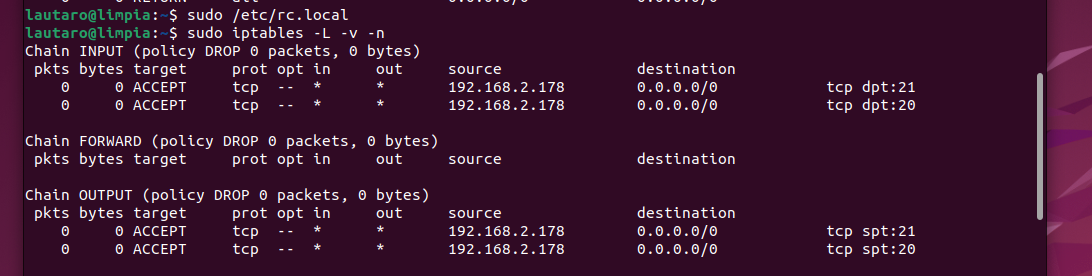 lautaro@limpia:~$ sudo /etc/rc.local
lautaro@limpia:~$ sudo iptables -L -v -n
Chain INPUT (policy DROP 0 packets, 0 bytes)
 pkts bytes target     prot opt in     out     source               destination
    0     0 ACCEPT     tcp  --  *      *       192.168.2.178        0.0.0.0/0            tcp dpt:21
    0     0 ACCEPT     tcp  --  *      *       192.168.2.178        0.0.0.0/0            tcp dpt:20
Chain FORWARD (policy DROP 0 packets, 0 bytes)
 pkts bytes target     prot opt in     out     source               destination
Chain OUTPUT (policy DROP 0 packets, 0 bytes)
 pkts bytes target     prot opt in     out     source               destination
    0     0 ACCEPT     tcp  --  *      *       192.168.2.178        0.0.0.0/0            tcp spt:21
    0     0 ACCEPT     tcp  --  *      *       192.168.2.178        0.0.0.0/0            tcp spt:20